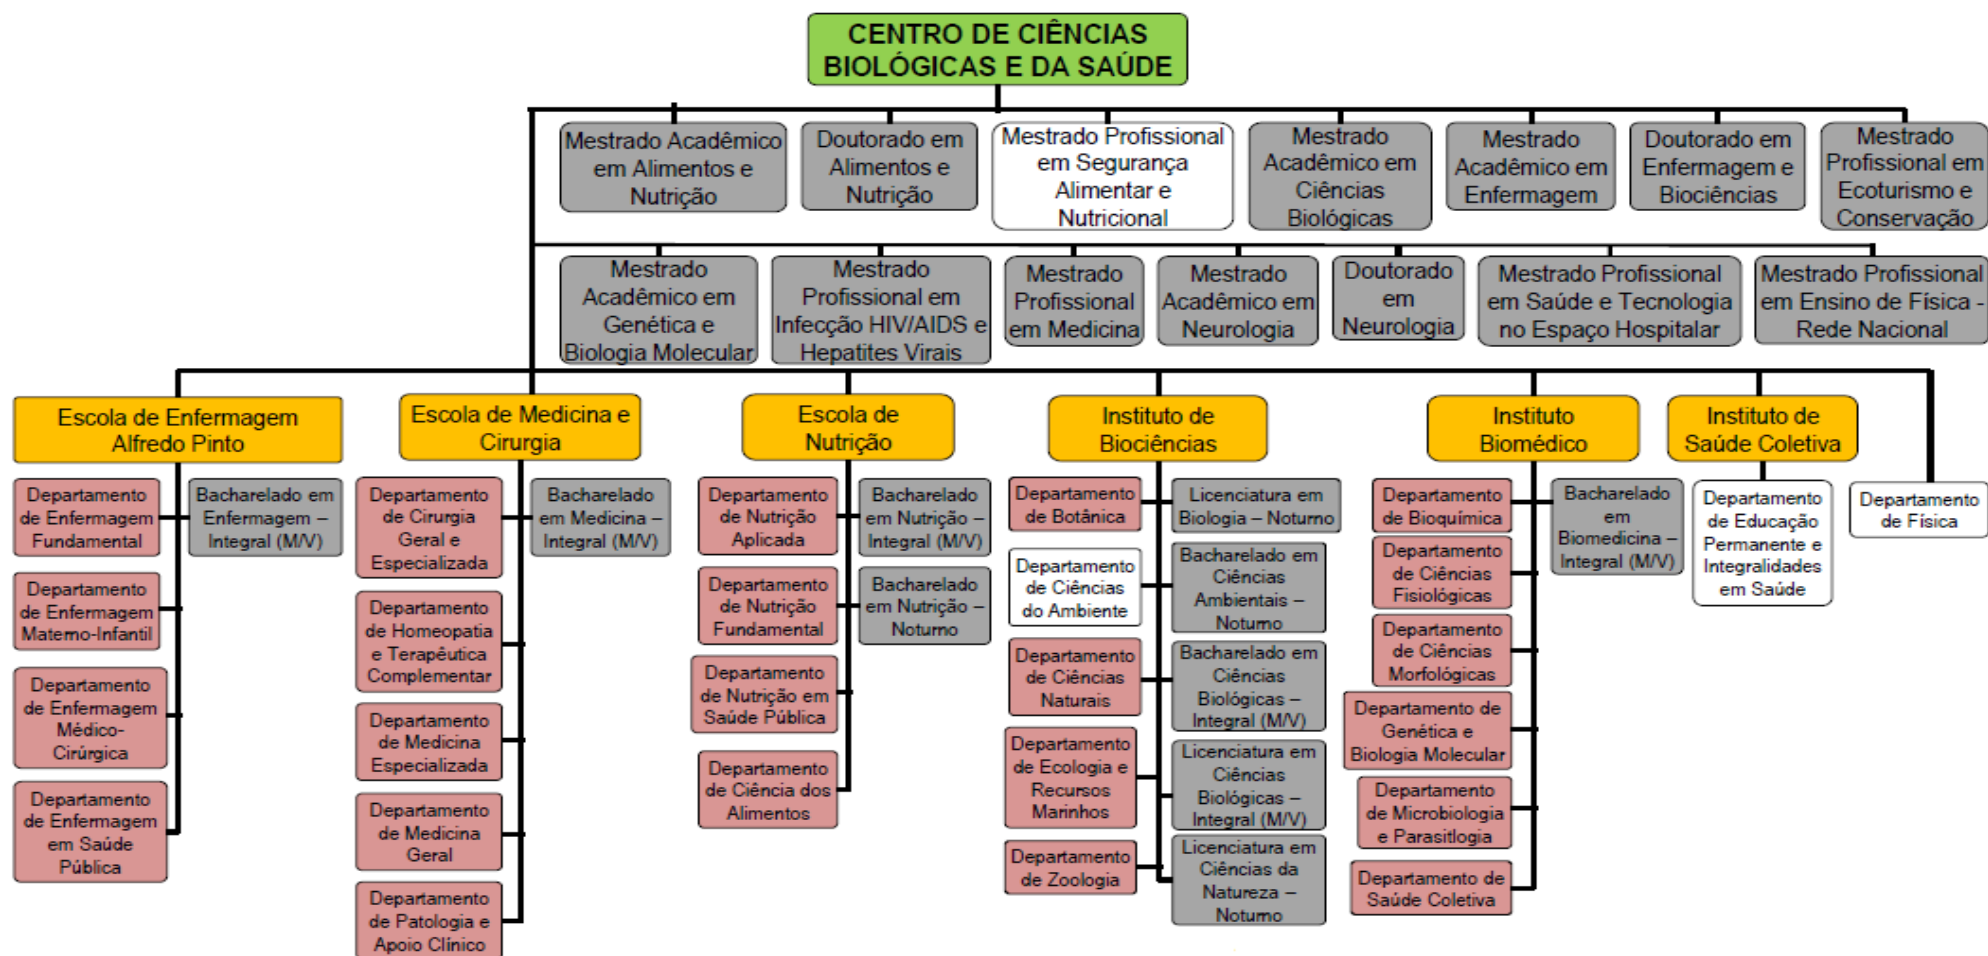 CENTRO DE CIÊNCIAS
BIOLÓGICAS E DA SAÚDE
Mestrado Acadêmico
em Alimentos e
Nutrição
Doutorado em
Alimentos e
Nutrição
Mestrado Profissional
em Segurança
Alimentar e
Nutricional
Mestrado
Acadêmico em
Ciências
Biológicas
Mestrado
Acadêmico em
Enfermagem
Doutorado em
Enfermagem e
Biociências
Mestrado
Profissional em
Ecoturismo e
Conservação
Mestrado
Acadêmico em
Genética e
Biologia Molecular
Mestrado
Profissional em
Infecção HIV/AIDS e
Hepatites Virais
Mestrado
Profissional
em Medicina
Mestrado
Acadêmico em
Neurologia
Doutorado
em
Neurologia
Mestrado Profissional
em Saúde e Tecnologia
no Espaço Hospitalar
Mestrado Profissional
em Ensino de Física -
Rede Nacional
Escola de Enfermagem
Alfredo Pinto
Departamento
de Enfermagem
Fundamental
Bacharelado em
Enfermagem –
Integral (M/V)
Departamento
de Enfermagem
Materno-Infantil
Departamento
de Enfermagem
Médico-
Cirúrgica
Departamento
de Enfermagem
em Saúde
Pública
Escola de Medicina e
Cirurgia
Departamento
de Cirurgia
Geral e
Especializada
Bacharelado
em Medicina –
Integral (M/V)
Departamento
de Homeopatia
e Terapêutica
Complementar
Departamento
de Medicina
Especializada
Departamento
de Medicina
Geral
Departamento
de Patologia e
Apoio Clínico
Escola de
Nutrição
Departamento
de Nutrição
Aplicada
Bacharelado
em Nutrição –
Integral (M/V)
Departamento
de Nutrição
Fundamental
Bacharelado
em Nutrição –
Noturno
Departamento
de Nutrição em
Saúde Pública
Departamento
de Ciência dos
Alimentos
Instituto de
Biociências
Departamento
de Botânica
Licenciatura em
Biologia – Noturno
Departamento
de Ciências
do Ambiente
Bacharelado em
Ciências
Ambientais –
Noturno
Departamento
de Ciências
Naturais
Bacharelado em
Ciências
Biológicas –
Integral (M/V)
Departamento
de Ecologia e
Recursos
Marinhos
Licenciatura em
Ciências
Biológicas –
Integral (M/V)
Departamento
de Zoologia
Licenciatura em
Ciências da
Natureza –
Noturno
Instituto
Biomédico
Departamento
de Bioquímica
Bacharelado
em
Biomedicina –
Integral (M/V)
Departamento
de Ciências
Fisiológicas
Departamento
de Ciências
Morfológicas
Departamento de
Genética e
Biologia Molecular
Departamento
de Microbiologia
e Parasitlogia
Departamento de
Saúde Coletiva
Instituto de
Saúde Coletiva
Departamento
de Educação
Permanente e
Integralidades
em Saúde
Departamento
de Física